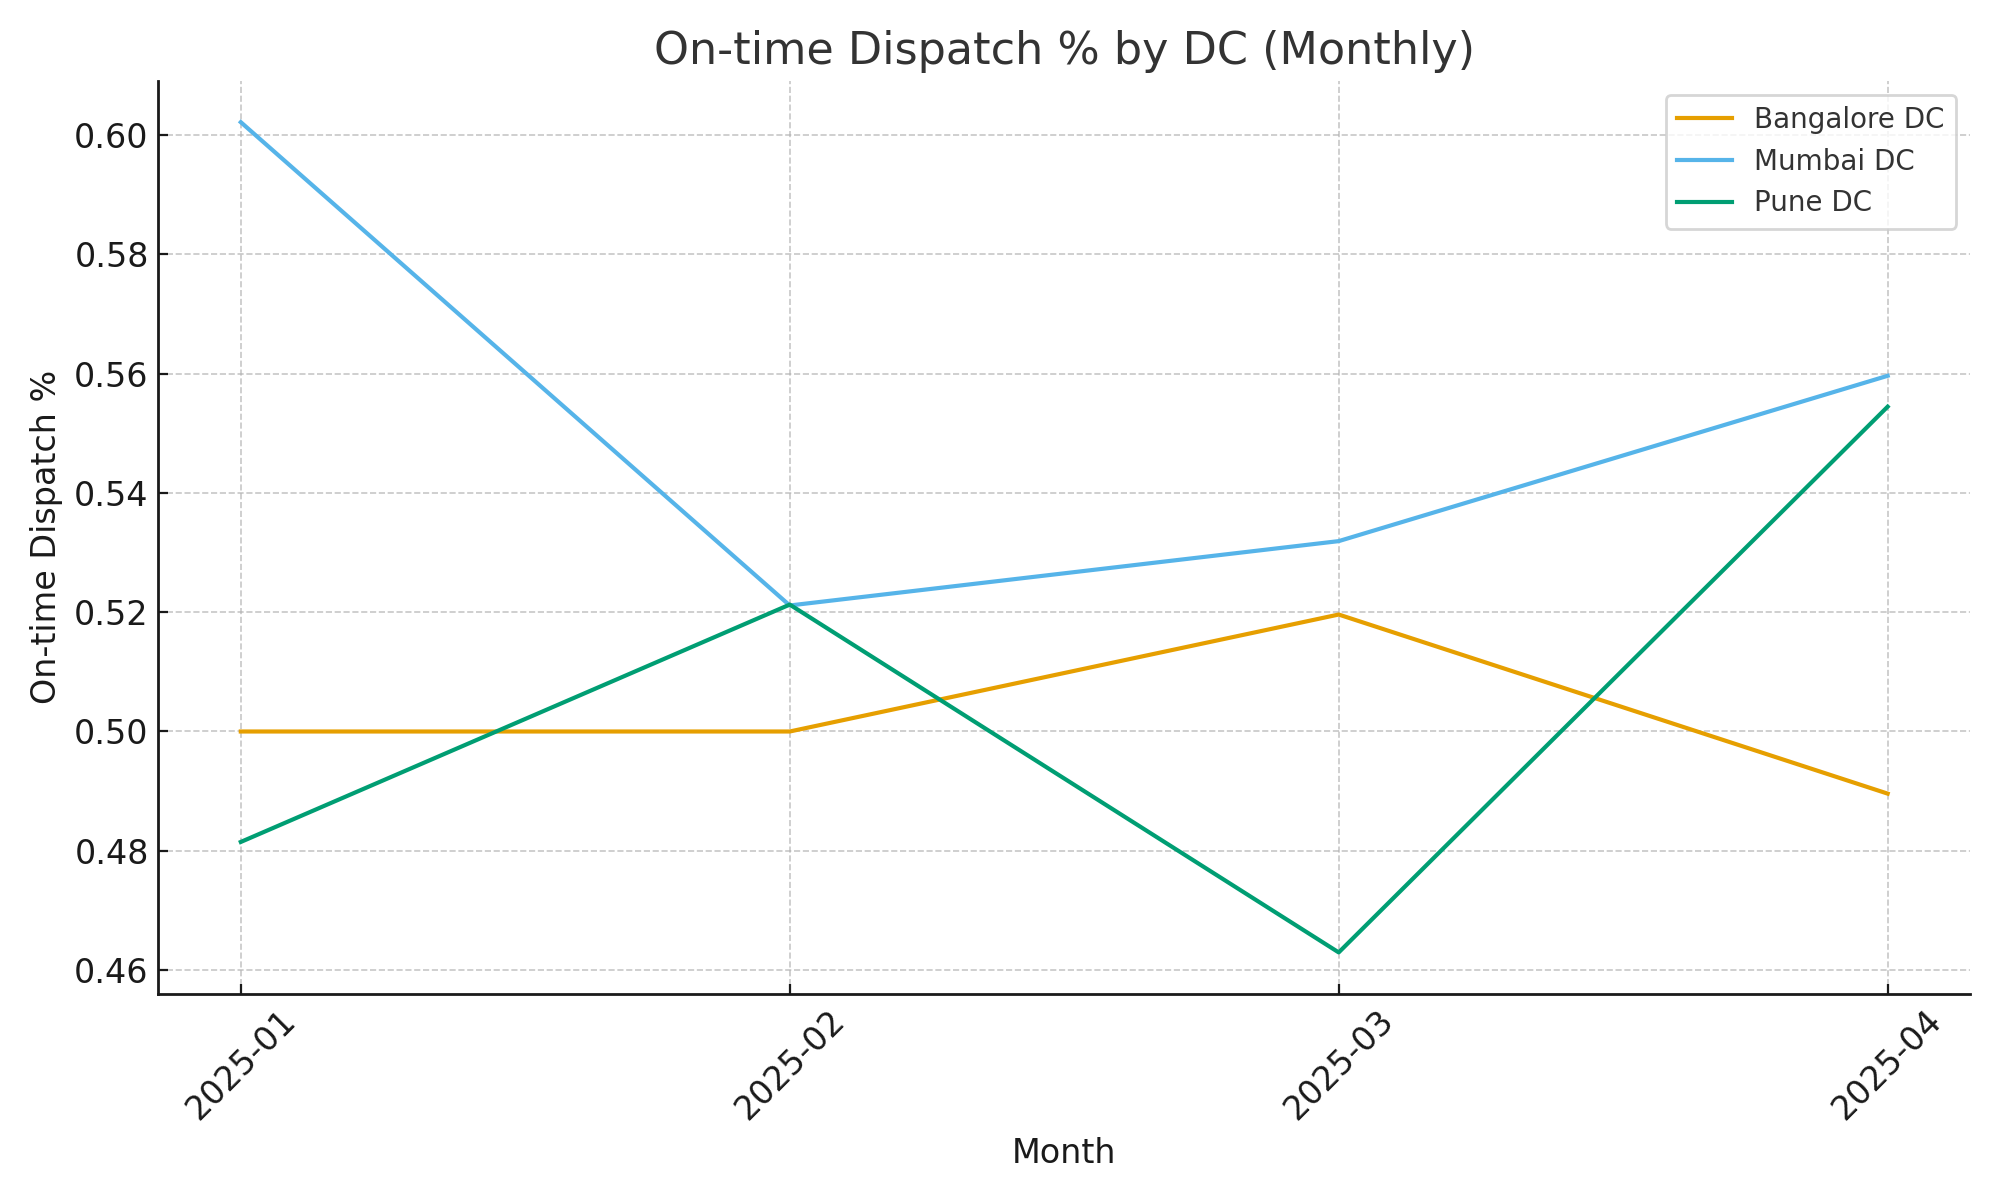 On-time Dispatch % by DC (Monthly)
Bangalore DC
Mumbai DC
Pune DC
On-time Dispatch %
0.60
0.58
0.56
0.54
0.52
0.50
0.48
0.46
2025-01
2025-02
2025-03
2025-04
Month